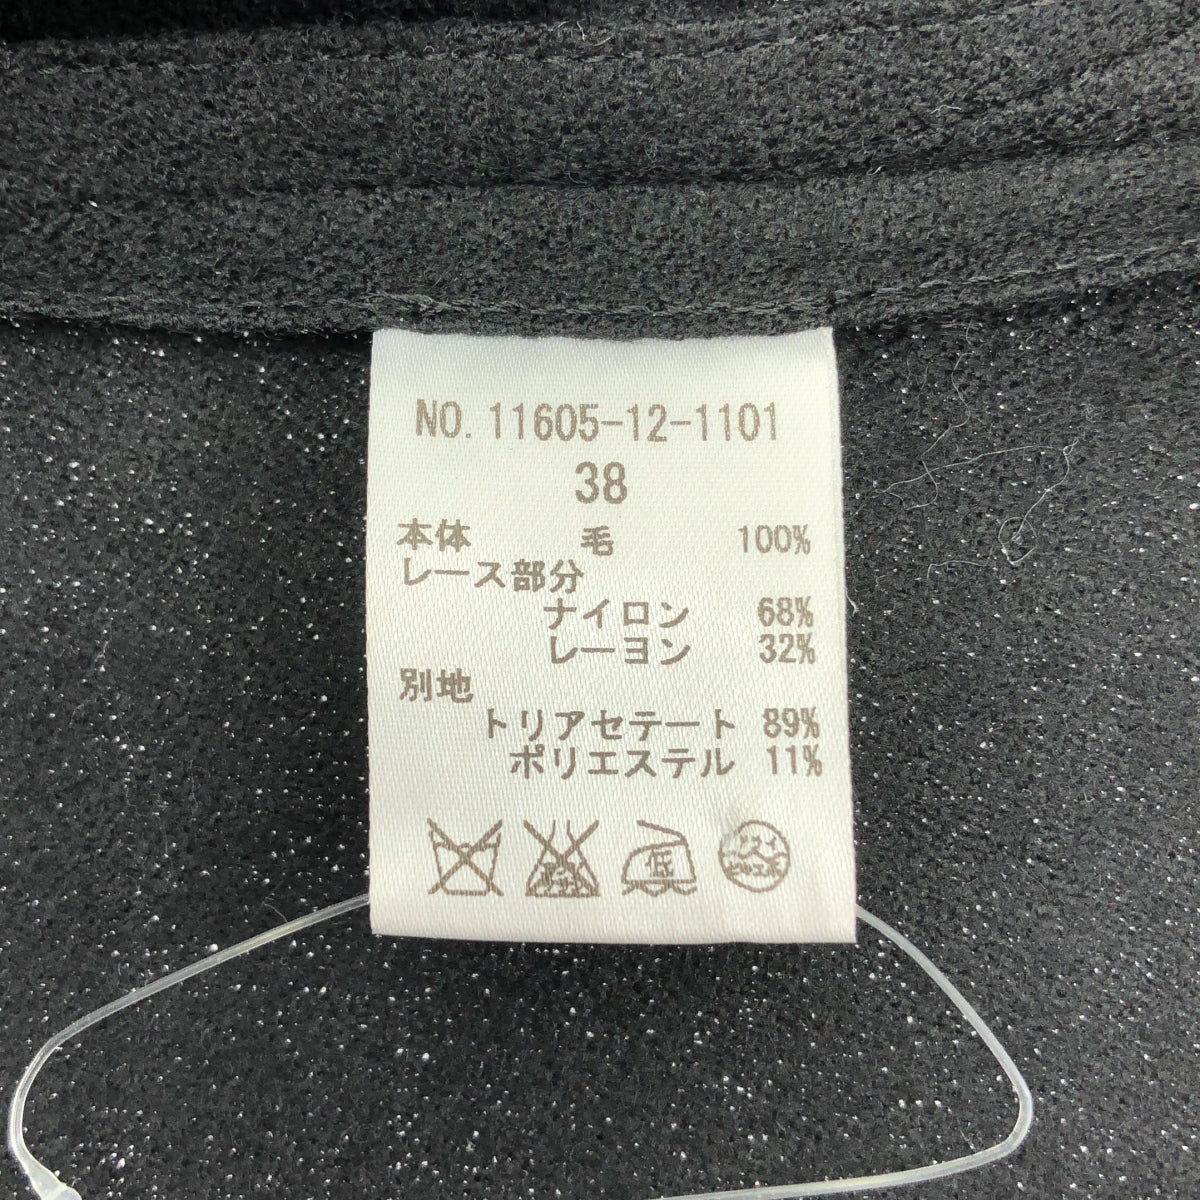 NO. 11605-12-1101
38
本体 毛 100%
レース部分
ナイロン 68%
レーヨン 32%
別地
トリアセテート 89%
ポリエステル 11%
低